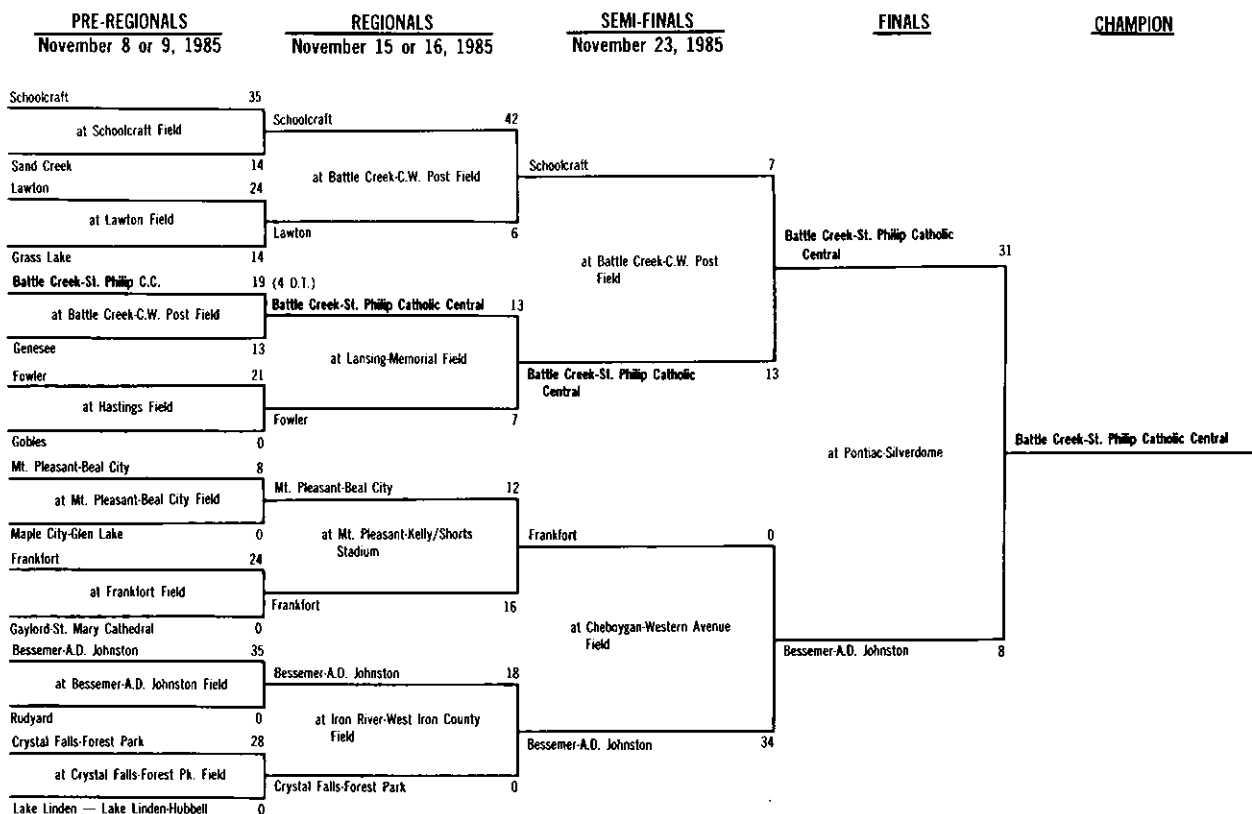 PRE-REGIONALS
November 8 or 9, 1985
REGIONALS
November 15 or 16, 1985
SEMI-FINALS
November 23, 1985
FINALS
CHAMPION
Schoolcraft 35
at Schoolcraft Field
Sand Creek 14
Lawton 24
at Lawton Field
Grass Lake 14
Battle Creek-St. Philip C.C. 19 (4 O.T.)
at Battle Creek-C.W. Post Field
Genesee 13
Fowler 21
at Hastings Field
Gobles 0
Mt. Pleasant-Beal City 8
at Mt. Pleasant-Beal City Field
Maple City-Glen Lake 0
Frankfort 24
at Frankfort Field
Gaylord-St. Mary Cathedral 0
Bessemer-A.D. Johnston 35
at Bessemer-A.D. Johnston Field
Rudyard 0
Crystal Falls-Forest Park 28
at Crystal Falls-Forest Pk. Field
Lake Linden — Lake Linden-Hubbell 0
Schoolcraft 42
at Battle Creek-C.W. Post Field
Lawton 6
Battle Creek-St. Philip Catholic Central 13
at Lansing-Memorial Field
Fowler 7
Mt. Pleasant-Beal City 12
at Mt. Pleasant-Kelly/Shorts
Stadium
Frankfort 16
Bessemer-A.D. Johnston 18
at Iron River-West Iron County
Field
Crystal Falls-Forest Park 0
Schoolcraft 7
at Battle Creek-C.W. Post
Field
Battle Creek-St. Philip Catholic
Central 13
Frankfort 0
at Cheboygan-Western Avenue
Field
Bessemer-A.D. Johnston 34
Battle Creek-St. Philip Catholic
Central 31
at Pontiac-Silverdome
Bessemer-A.D. Johnston 8
Battle Creek-St. Philip Catholic Central